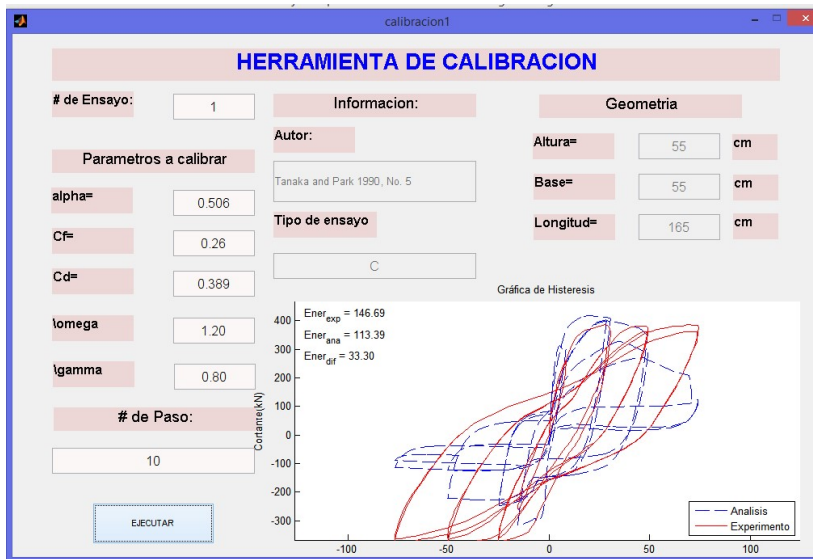 calibracion1
HERRAMIENTA DE CALIBRACION
# de Ensayo:
1
Parametros a calibrar
alpha=
0.506
Cf=
0.26
Cd=
0.389
\omega
1.20
\gamma
0.80
# de Paso:
10
EJECUTAR
Informacion:
Autor:
Tanaka and Park 1990, No. 5
Tipo de ensayo
C
Geometria
Altura=
55
cm
Base=
55
cm
Longitud=
165
cm
Gráfica de Histeresis
Ener_exp = 146.69
Ener_ana = 113.39
Ener_dif = 33.30
Cortante(kN)
400
300
200
100
0
-100
-200
-300
-100
-50
0
50
100
Analisis
Experimento